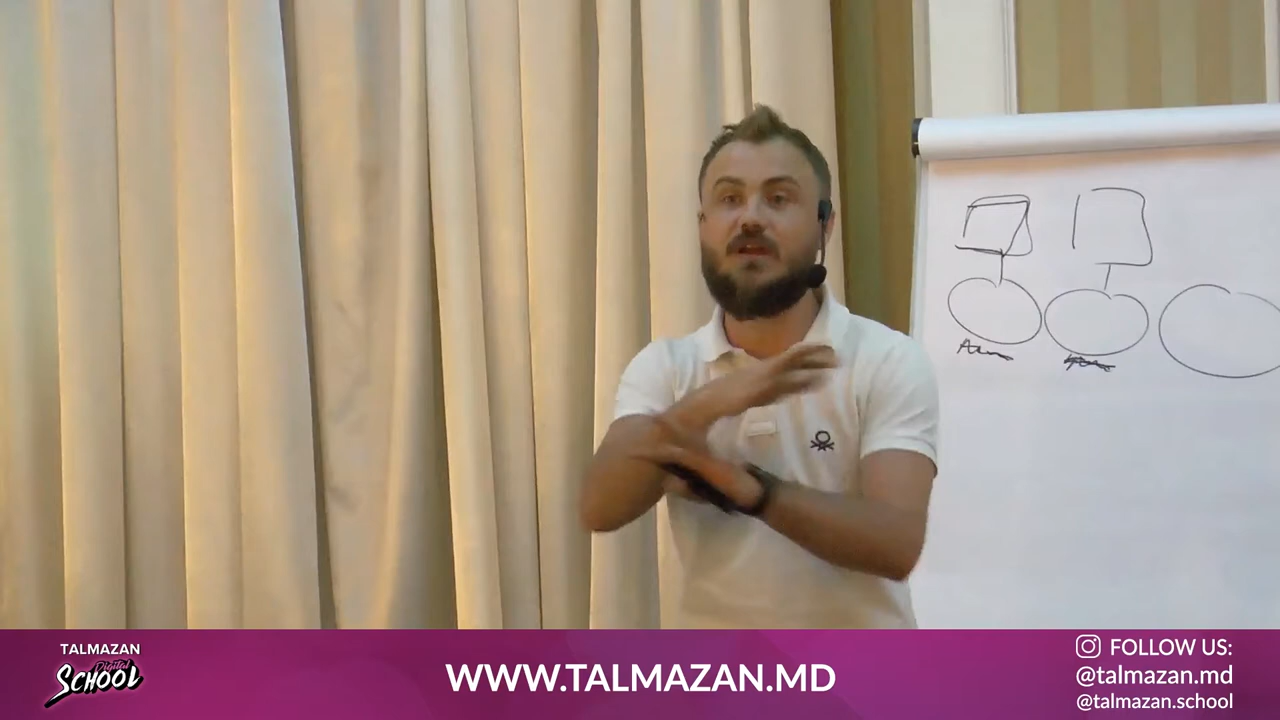 TALMAZAN
Digital
SCHOOL
WWW.TALMAZAN.MD
FOLLOW US:
@talmazan.md
@talmazan.school